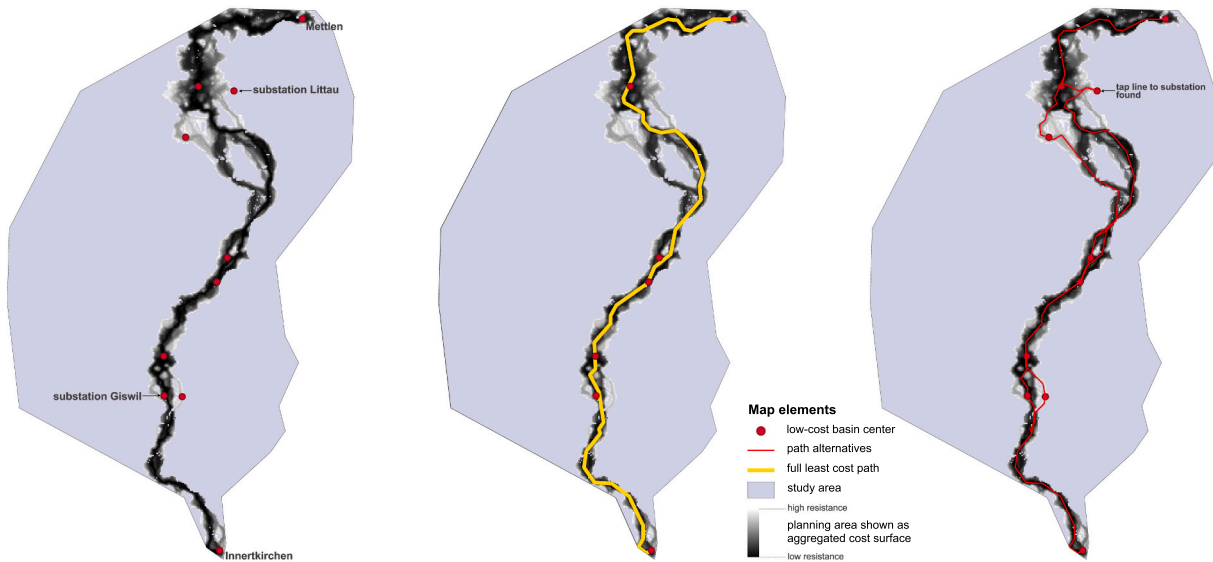 Mettlen
substation Littau
substation Giswil
Innertkirchen
Map elements
low-cost basin center
path alternatives
full least cost path
study area
high resistance
planning area shown as
aggregated cost surface
low resistance
tap line to substation
found